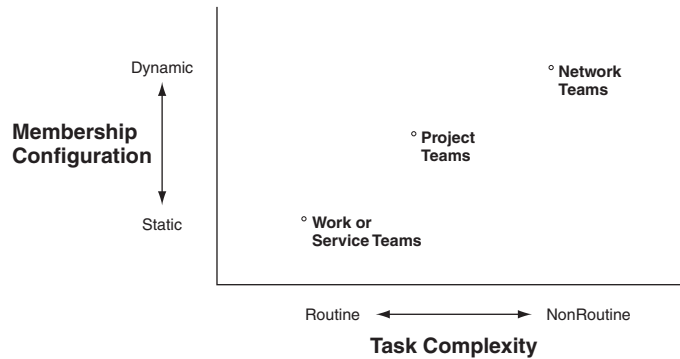 Dynamic
Membership
Configuration
Static
Network
Teams
Project
Teams
Work or
Service Teams
Routine
NonRoutine
Task Complexity